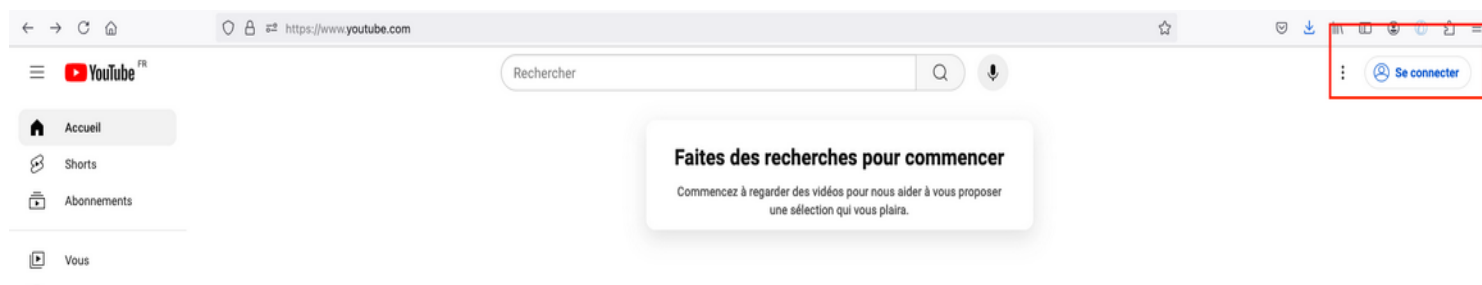 https://www.youtube.com
YouTube FR
Rechercher
Se connecter
Accueil
Shorts
Abonnements
Vous
Faites des recherches pour commencer
Commencez à regarder des vidéos pour nous aider à vous proposer
une sélection qui vous plaira.